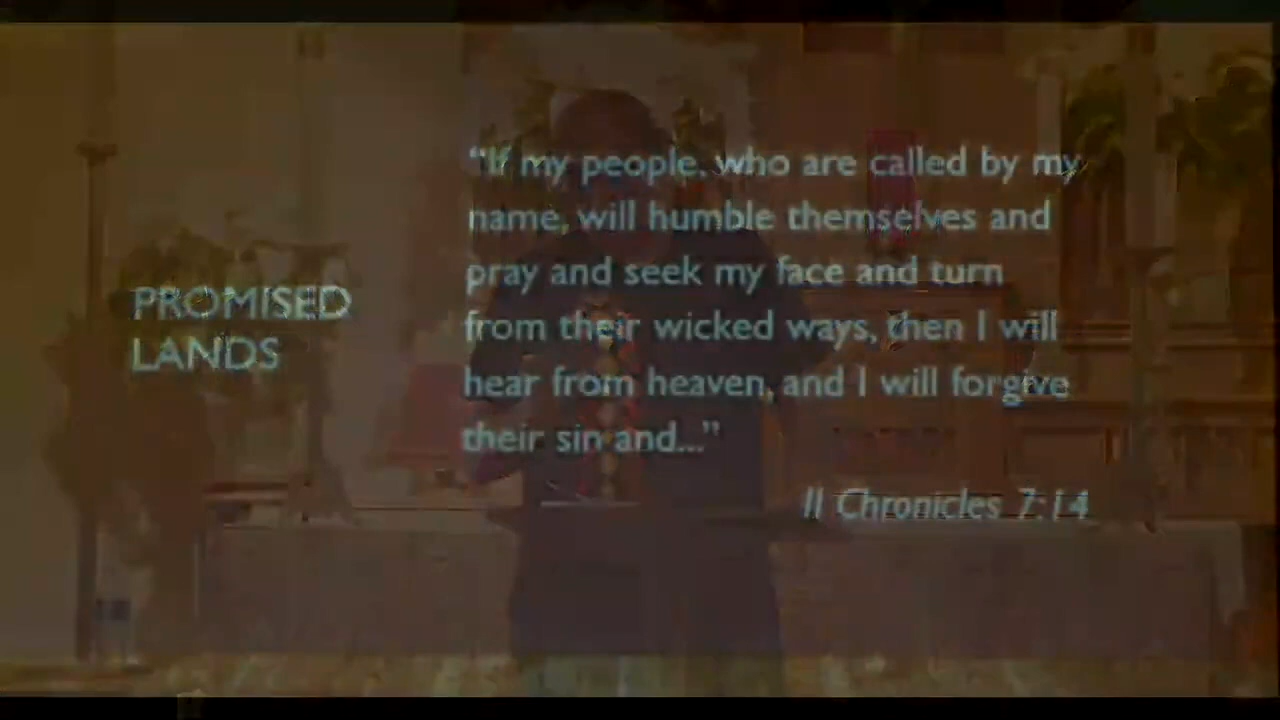 PROMISED
LANDS
“If my people, who are called by my
name, will humble themselves and
pray and seek my face and turn
from their wicked ways, then I will
hear from heaven, and I will forgive
their sin and...”
II Chronicles 7:14